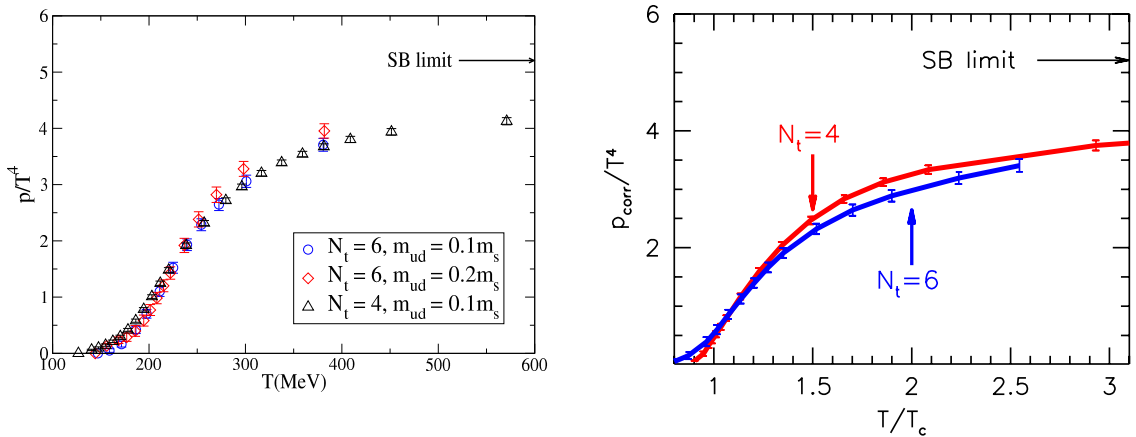 6
5
4
3
2
1
0
p/T⁴
SB limit
N_t = 6, m_ud = 0.1m_s
N_t = 6, m_ud = 0.2m_s
N_t = 4, m_ud = 0.1m_s
100 200 300 400 500 600
T(MeV)
6
4
2
p_corr/T⁴
SB limit
N_t=4
N_t=6
1 1.5 2 2.5 3
T/T_c